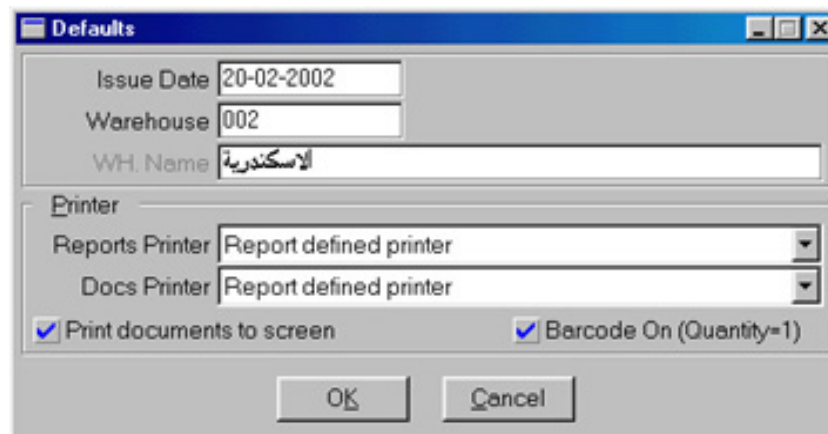 Defaults
Issue Date 20-02-2002
Warehouse 002
WH. Name الاسكندرية
Printer
Reports Printer Report defined printer
Docs Printer Report defined printer
Print documents to screen Barcode On (Quantity=1)
OK Cancel